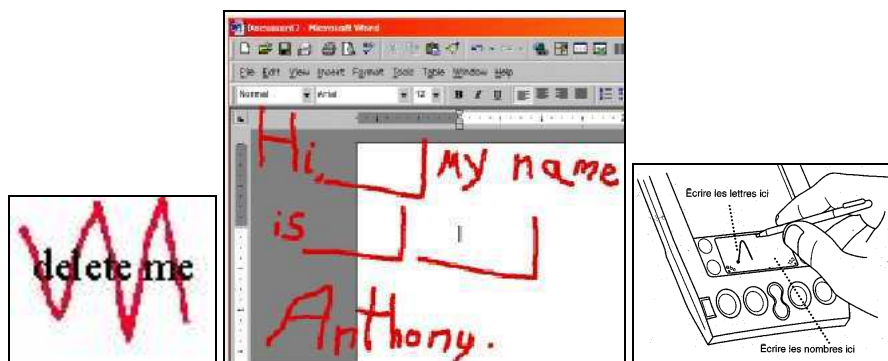 delete me
Document2 - Microsoft Word
File Edit View Insert Format Tools Table Window Help
Normal Arial 12 B I U
Hi, My name
is
Anthony.
Écrire les lettres ici
Écrire les nombres ici